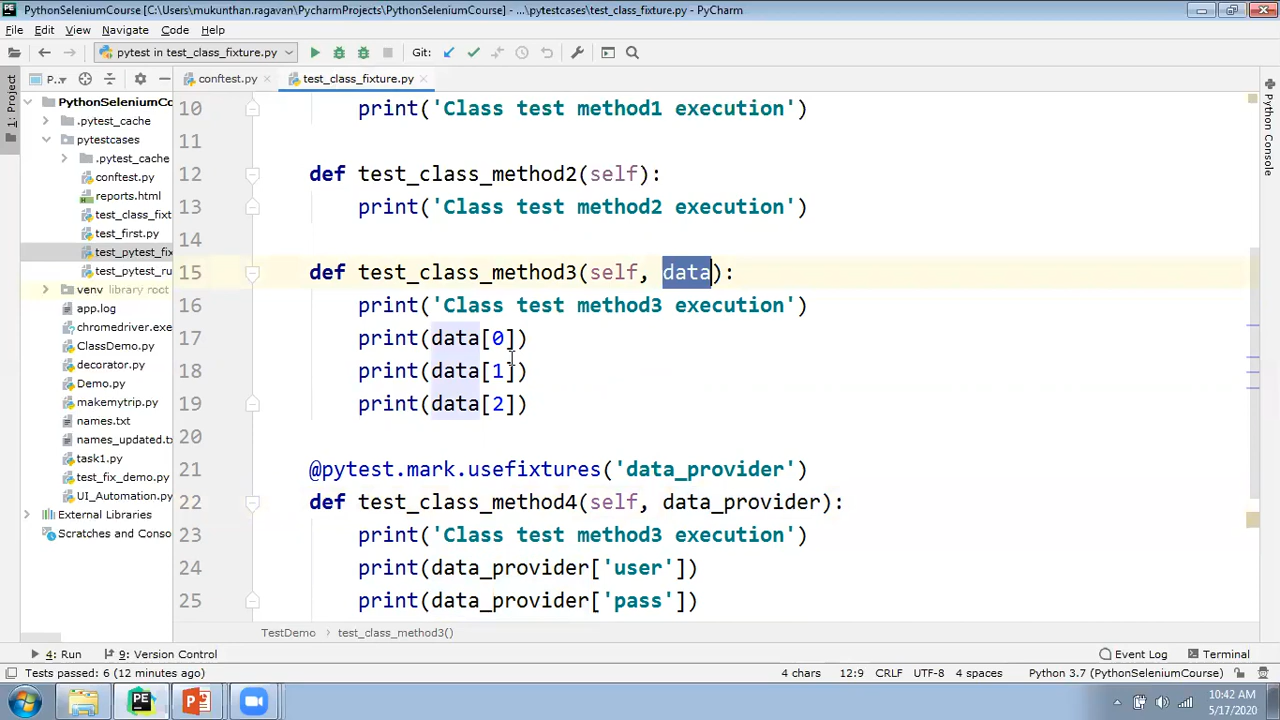 PythonSeleniumCourse [C:\Users\mukunthan.ragavan\PycharmProjects\PythonSeleniumCourse] - ...\pytestcases\test_class_fixture.py - PyCharm
File Edit View Navigate Code Help
pytest in test_class_fixture.py Git:
P.. conftest.py test_class_fixture.py
1: Project
Python Console
PythonSeleniumCo
.pytest_cache
pytestcases
.pytest_cache
conftest.py
reports.html
test_class_fixt
test_first.py
test_pytest_fix
test_pytest_ru
venv library root
app.log
chromedriver.exe
ClassDemo.py
decorator.py
Demo.py
makemytrip.py
names.txt
names_updated.tx
task1.py
test_fix_demo.py
UI_Automation.py
External Libraries
Scratches and Conso
10 print('Class test method1 execution')
11
12 def test_class_method2(self):
13 print('Class test method2 execution')
14
15 def test_class_method3(self, data):
16 print('Class test method3 execution')
17 print(data[0])
18 print(data[1])
19 print(data[2])
20
21 @pytest.mark.usefixtures('data_provider')
22 def test_class_method4(self, data_provider):
23 print('Class test method3 execution')
24 print(data_provider['user'])
25 print(data_provider['pass'])
TestDemo test_class_method3()
4: Run 9: Version Control Event Log Terminal
Tests passed: 6 (12 minutes ago) 4 chars 12:9 CRLF UTF-8 4 spaces Python 3.7 (PythonSeleniumCourse)
10:42 AM
5/17/2020